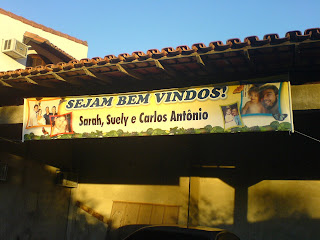 SEJAM BEM VINDOS!
Sarah, Suely e Carlos Antônio